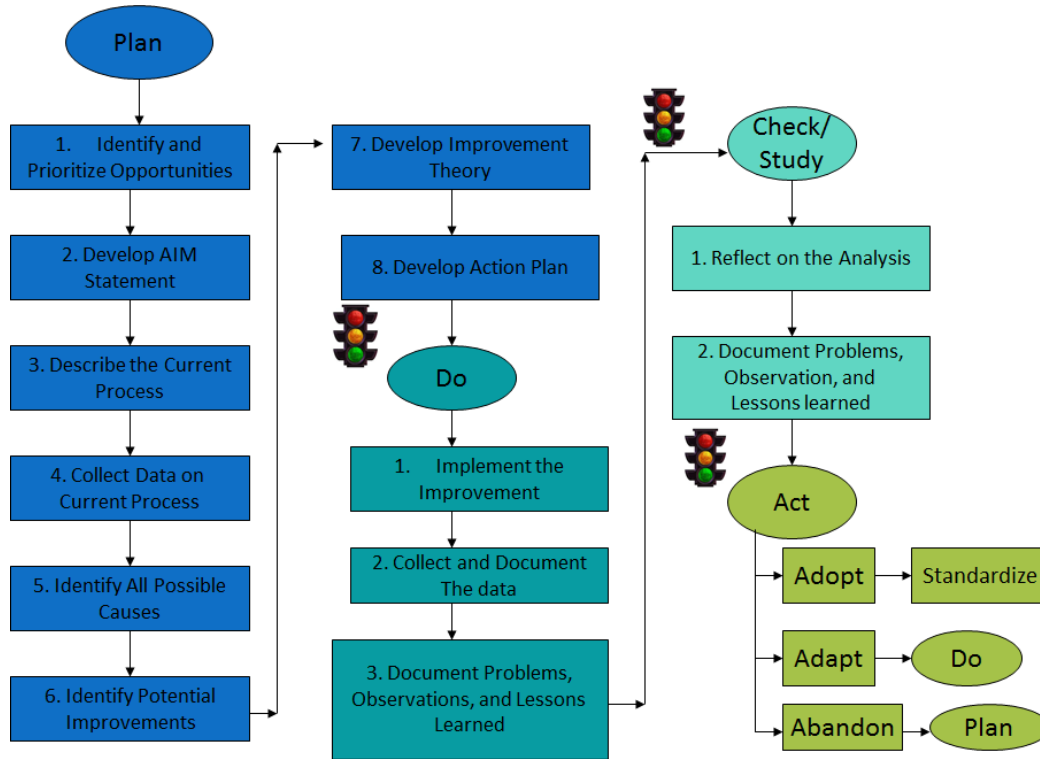 Plan
1. Identify and
Prioritize Opportunities
2. Develop AIM
Statement
3. Describe the Current
Process
4. Collect Data on
Current Process
5. Identify All Possible
Causes
6. Identify Potential
Improvements
7. Develop Improvement
Theory
8. Develop Action Plan
Do
1. Implement the
Improvement
2. Collect and Document
The data
3. Document Problems,
Observations, and Lessons
Learned
Check/
Study
1. Reflect on the Analysis
2. Document Problems,
Observation, and
Lessons learned
Act
Adopt
Standardize
Adapt
Do
Abandon
Plan